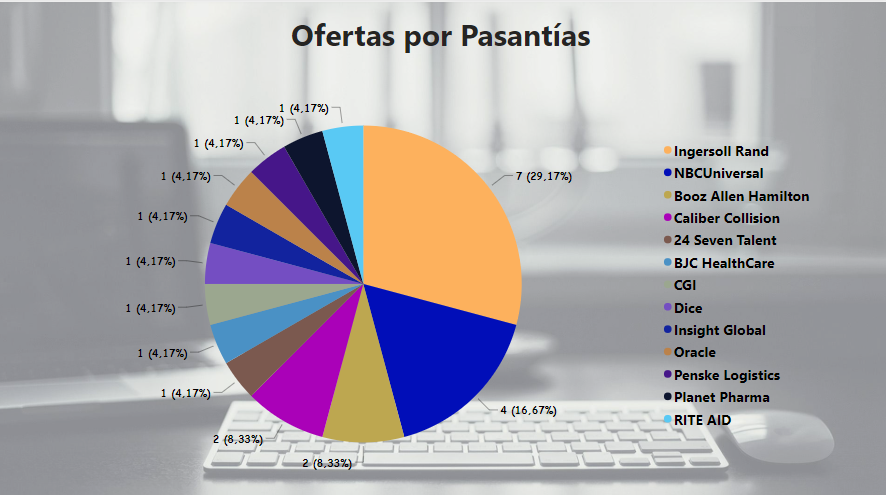 Ofertas por Pasantías
1 (4,17%)
1 (4,17%)
1 (4,17%)
1 (4,17%)
1 (4,17%)
1 (4,17%)
1 (4,17%)
1 (4,17%)
1 (4,17%)
2 (8,33%)
2 (8,33%)
4 (16,67%)
7 (29,17%)
Ingersoll Rand
NBCUniversal
Booz Allen Hamilton
Caliber Collision
24 Seven Talent
BJC HealthCare
CGI
Dice
Insight Global
Oracle
Penske Logistics
Planet Pharma
RITE AID